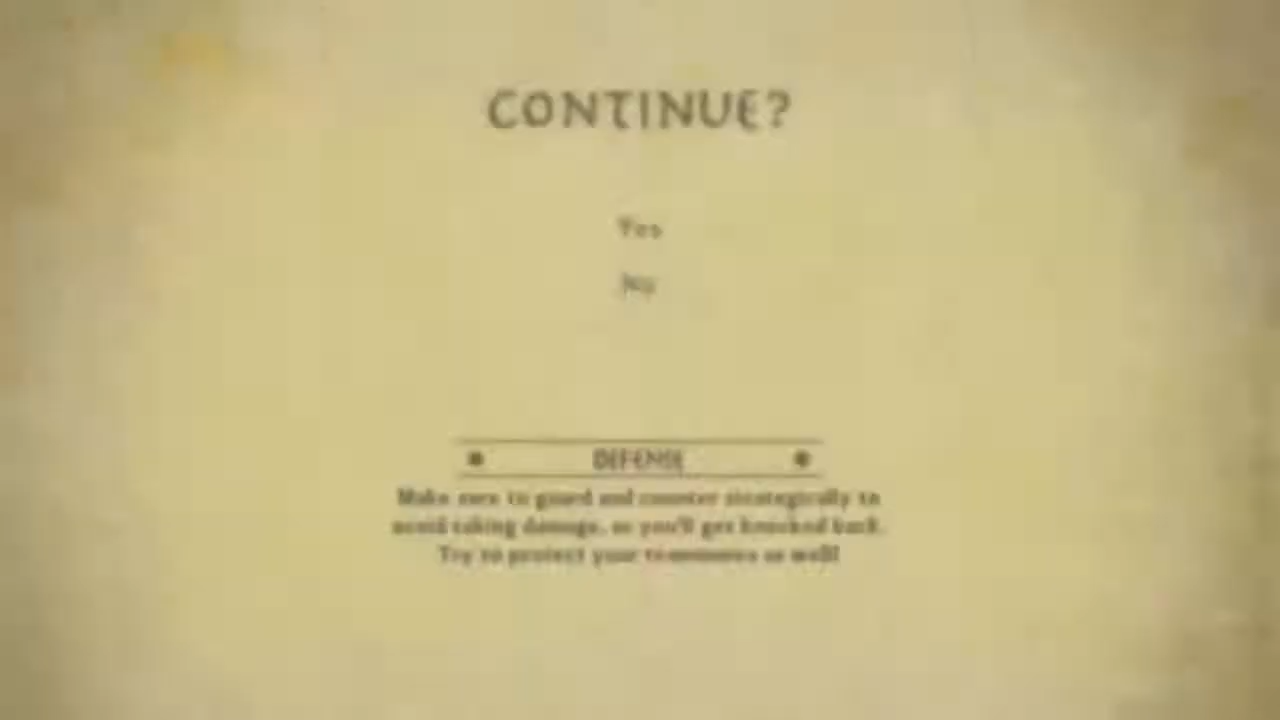 CONTINUE?
Yes
No
DEFENSE
Make sure to guard and counter strategically to
avoid taking damage, or you'll get knocked back.
Try to protect your teammates as well!